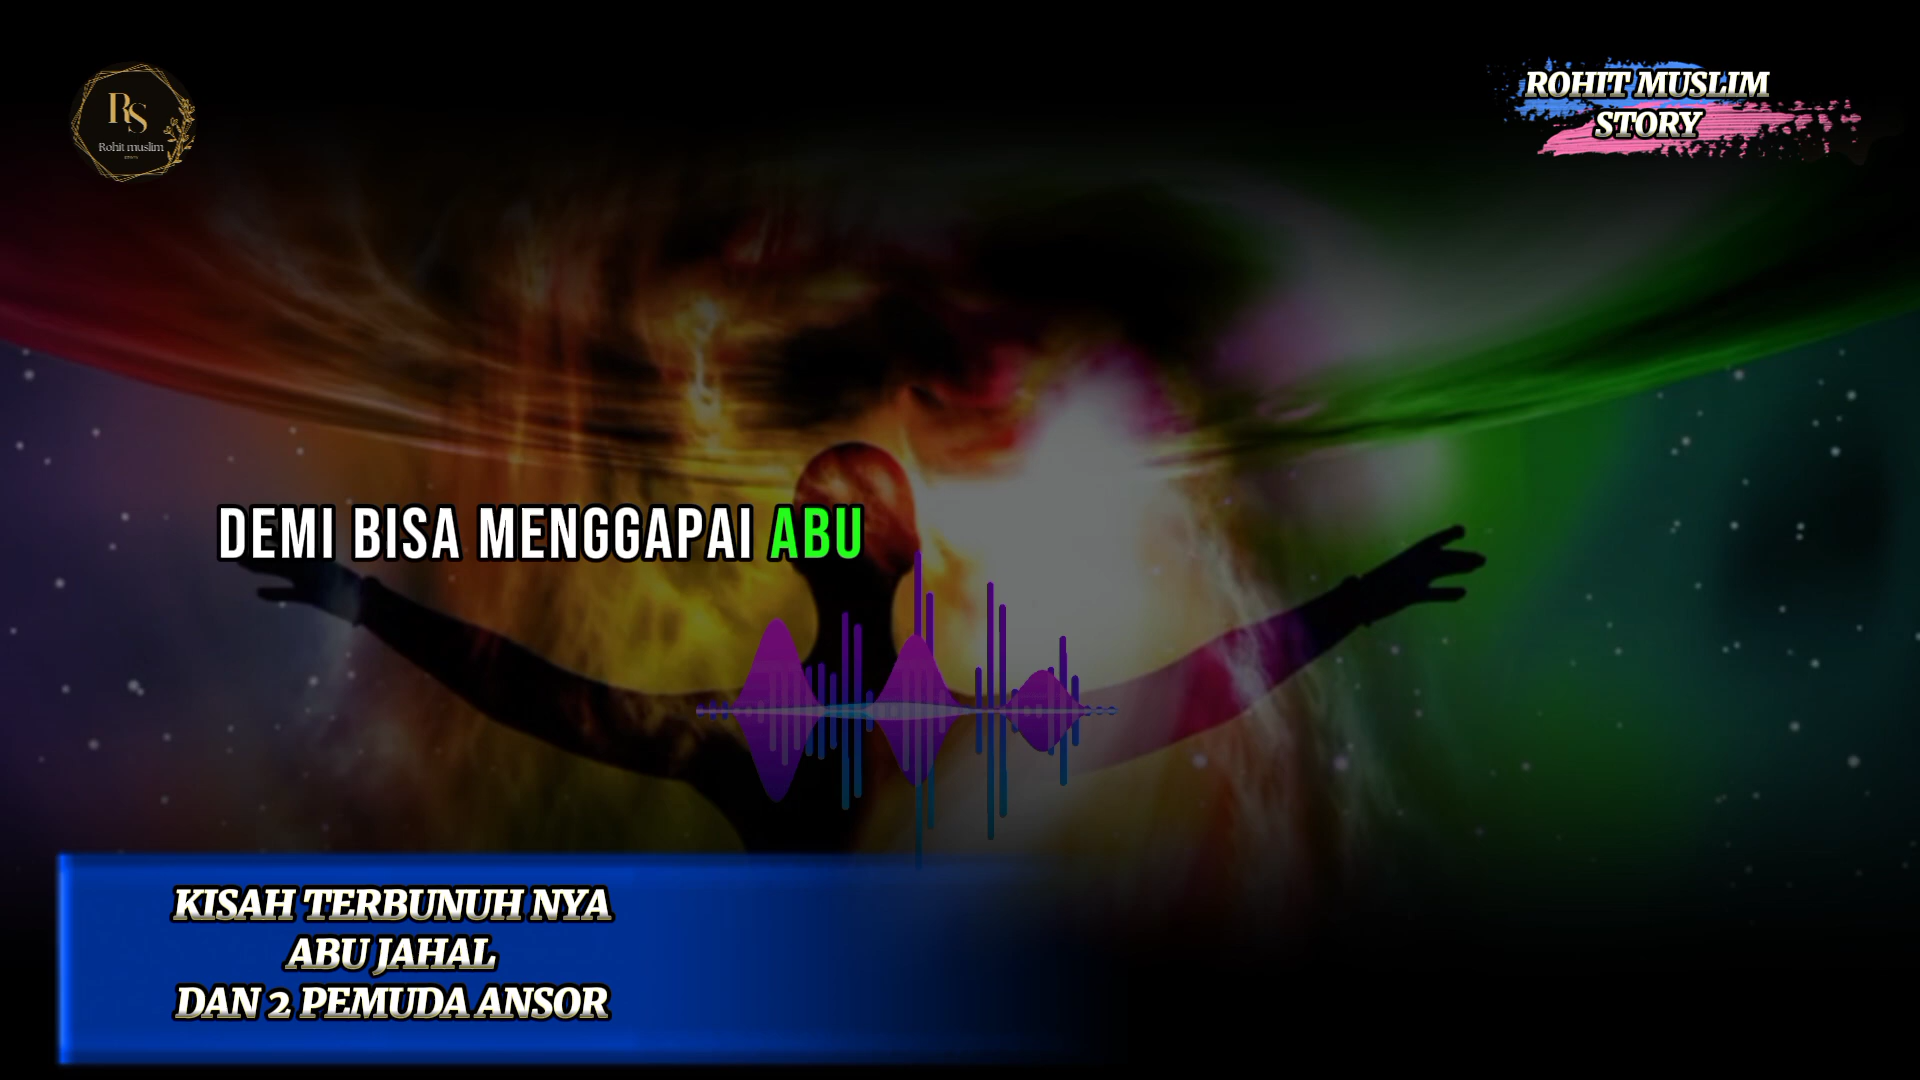 RS
Rohit muslim
ROHIT MUSLIM
STORY
DEMI BISA MENGGAPAI ABU
KISAH TERBUNUH NYA
ABU JAHAL
DAN 2 PEMUDA ANSOR